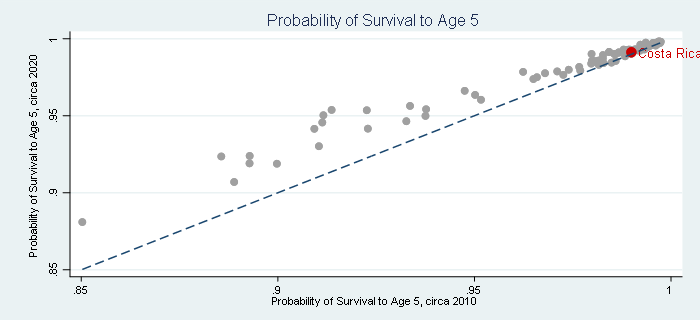 Probability of Survival to Age 5
Probability of Survival to Age 5, circa 2020
1
.95
.9
.85
Costa Rica
.85
.9
.95
1
Probability of Survival to Age 5, circa 2010